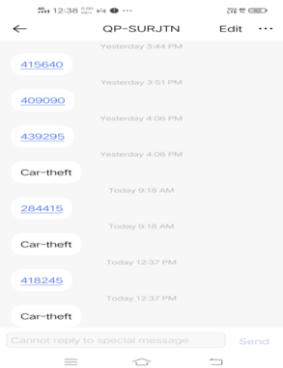 12:38
QP-SURJTN
Edit
Yesterday 3:44 PM
415640
Yesterday 3:51 PM
409090
Yesterday 4:06 PM
439295
Yesterday 4:06 PM
Car-theft
Today 9:18 AM
284415
Today 9:18 AM
Car-theft
Today 12:37 PM
418245
Today 12:37 PM
Car-theft
Cannot reply to special message
Send